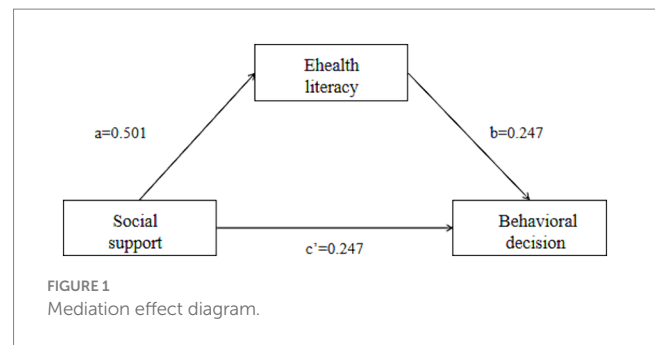 Ehealth
literacy
a=0.501
b=0.247
Social
support
Behavioral
decision
c’=0.247
FIGURE 1
Mediation effect diagram.